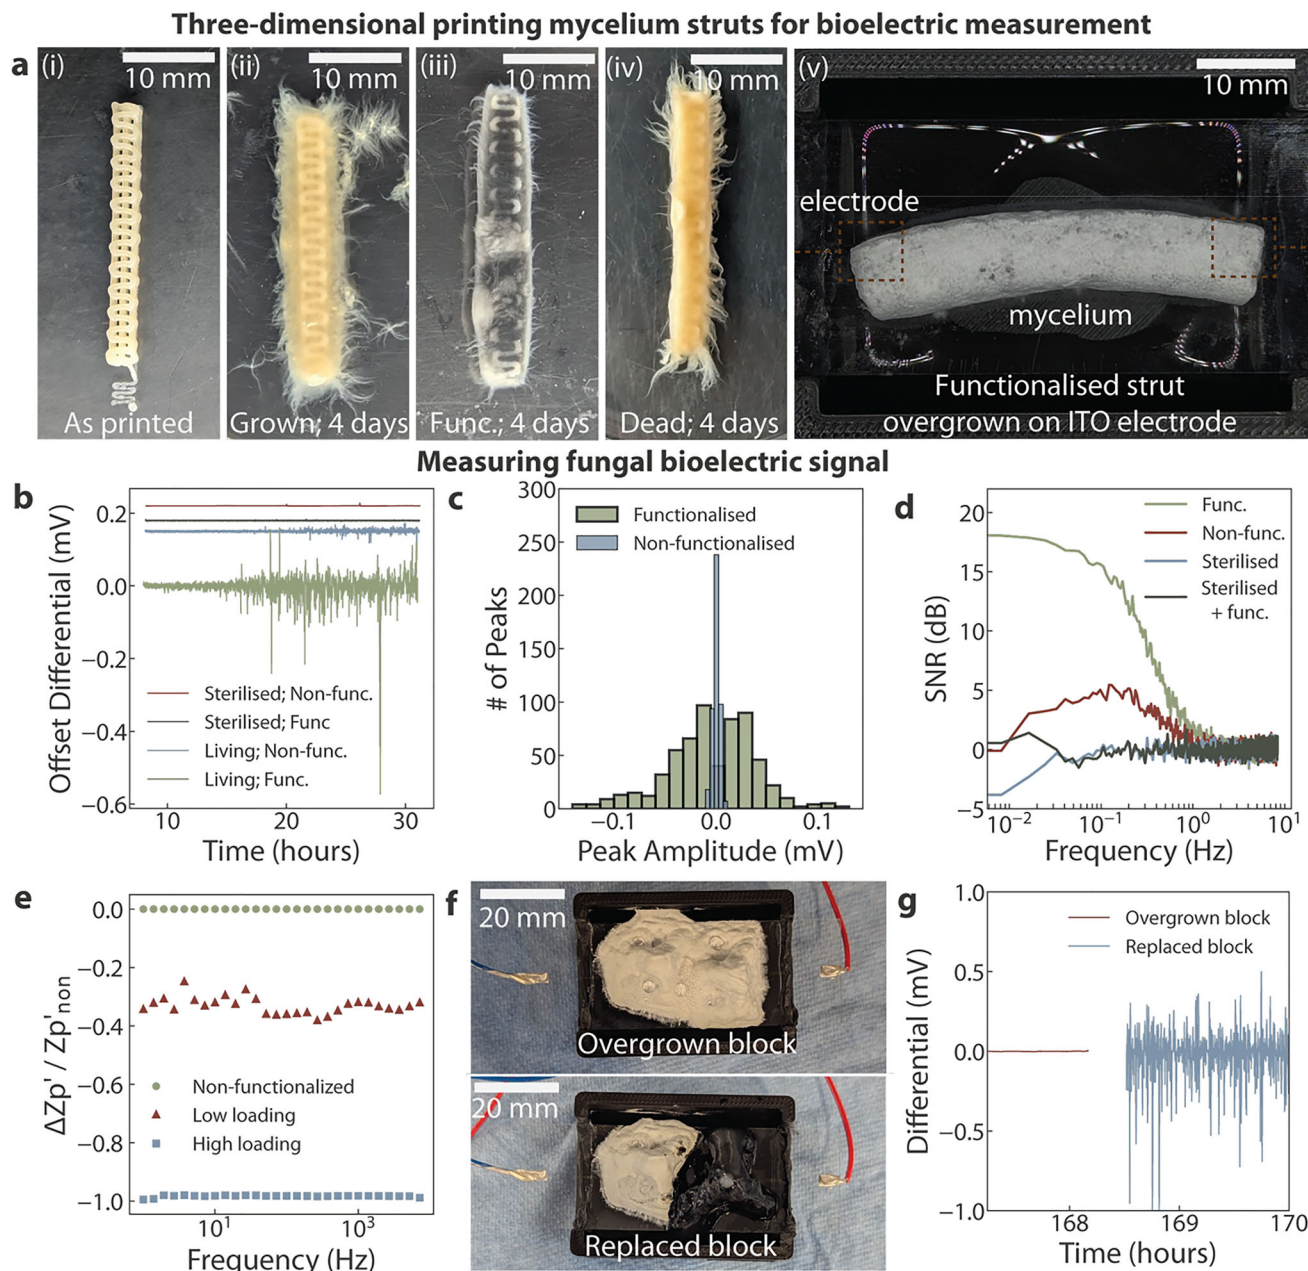 Three-dimensional printing mycelium struts for bioelectric measurement
a
(i)
10 mm
As printed
(ii)
10 mm
Grown; 4 days
(iii)
10 mm
Func.; 4 days
(iv)
10 mm
Dead; 4 days
(v)
10 mm
electrode
mycelium
Functionalised strut
overgrown on ITO electrode
Measuring fungal bioelectric signal
b
Offset Differential (mV)
0.2
0.0
−0.2
−0.4
−0.6
Sterilised; Non-func.
Sterilised; Func
Living; Non-func.
Living; Func.
10 20 30
Time (hours)
c
# of Peaks
300
250
200
150
100
50
0
Functionalised
Non-functionalised
−0.1 0.0 0.1
Peak Amplitude (mV)
d
SNR (dB)
20
15
10
5
0
−5
Func.
Non-func.
Sterilised
Sterilised
+ func.
10⁻² 10⁻¹ 10⁰ 10¹
Frequency (Hz)
e
ΔZp' / Zp'non
0.0
−0.2
−0.4
−0.6
−0.8
−1.0
Non-functionalized
Low loading
High loading
10¹ 10³
Frequency (Hz)
f
20 mm
Overgrown block
20 mm
Replaced block
g
Differential (mV)
1.0
0.5
0.0
−0.5
−1.0
Overgrown block
Replaced block
168 169 170
Time (hours)